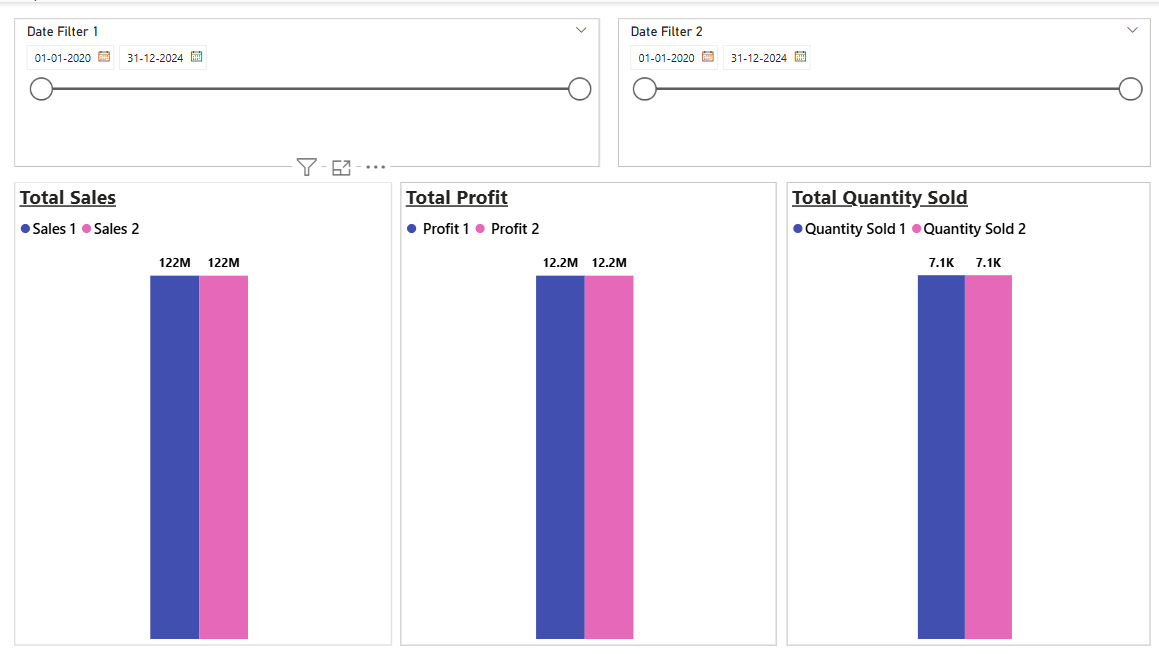 Date Filter 1
01-01-2020 31-12-2024
Date Filter 2
01-01-2020 31-12-2024
Total Sales
Sales 1 Sales 2
122M 122M
Total Profit
Profit 1 Profit 2
12.2M 12.2M
Total Quantity Sold
Quantity Sold 1 Quantity Sold 2
7.1K 7.1K